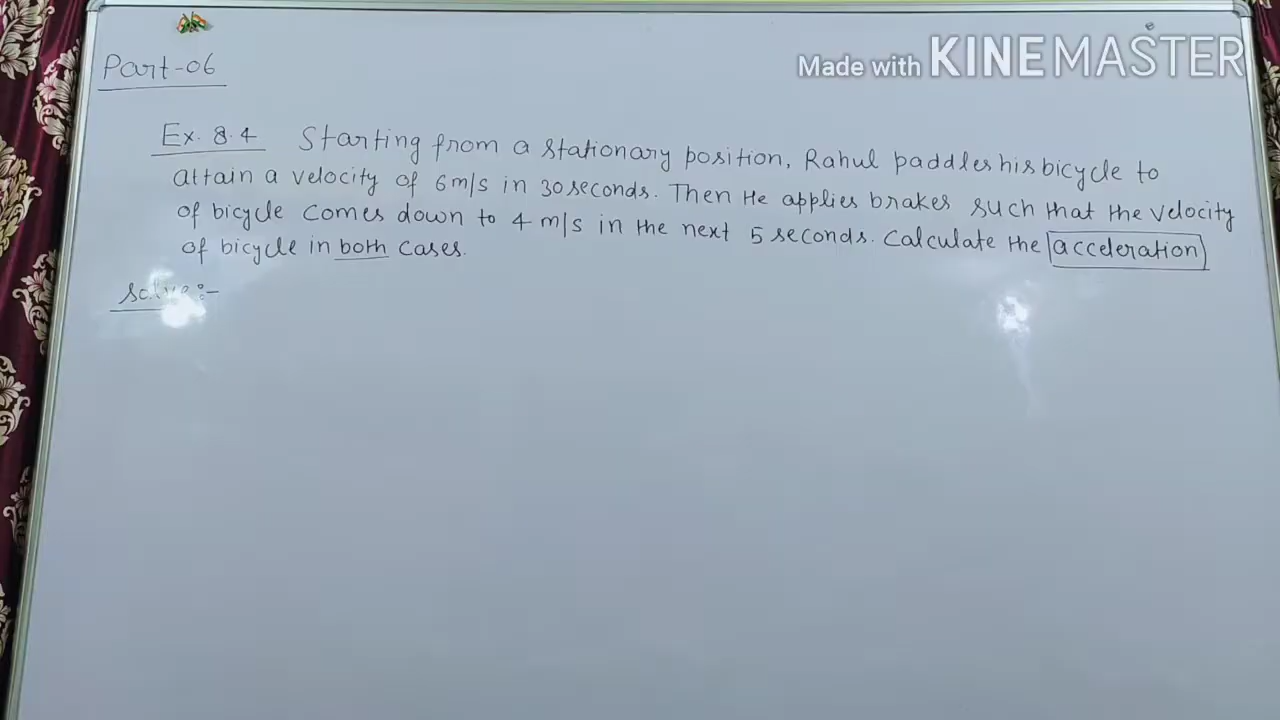 Made with KINEMASTER
Part-06
Ex. 8.4 Starting from a stationary position, Rahul paddles his bicycle to
attain a velocity of 6 m/s in 30 seconds. Then He applies brakes such that the velocity
of bicycle comes down to 4 m/s in the next 5 seconds. Calculate the acceleration
of bicycle in both cases.
Solve:-